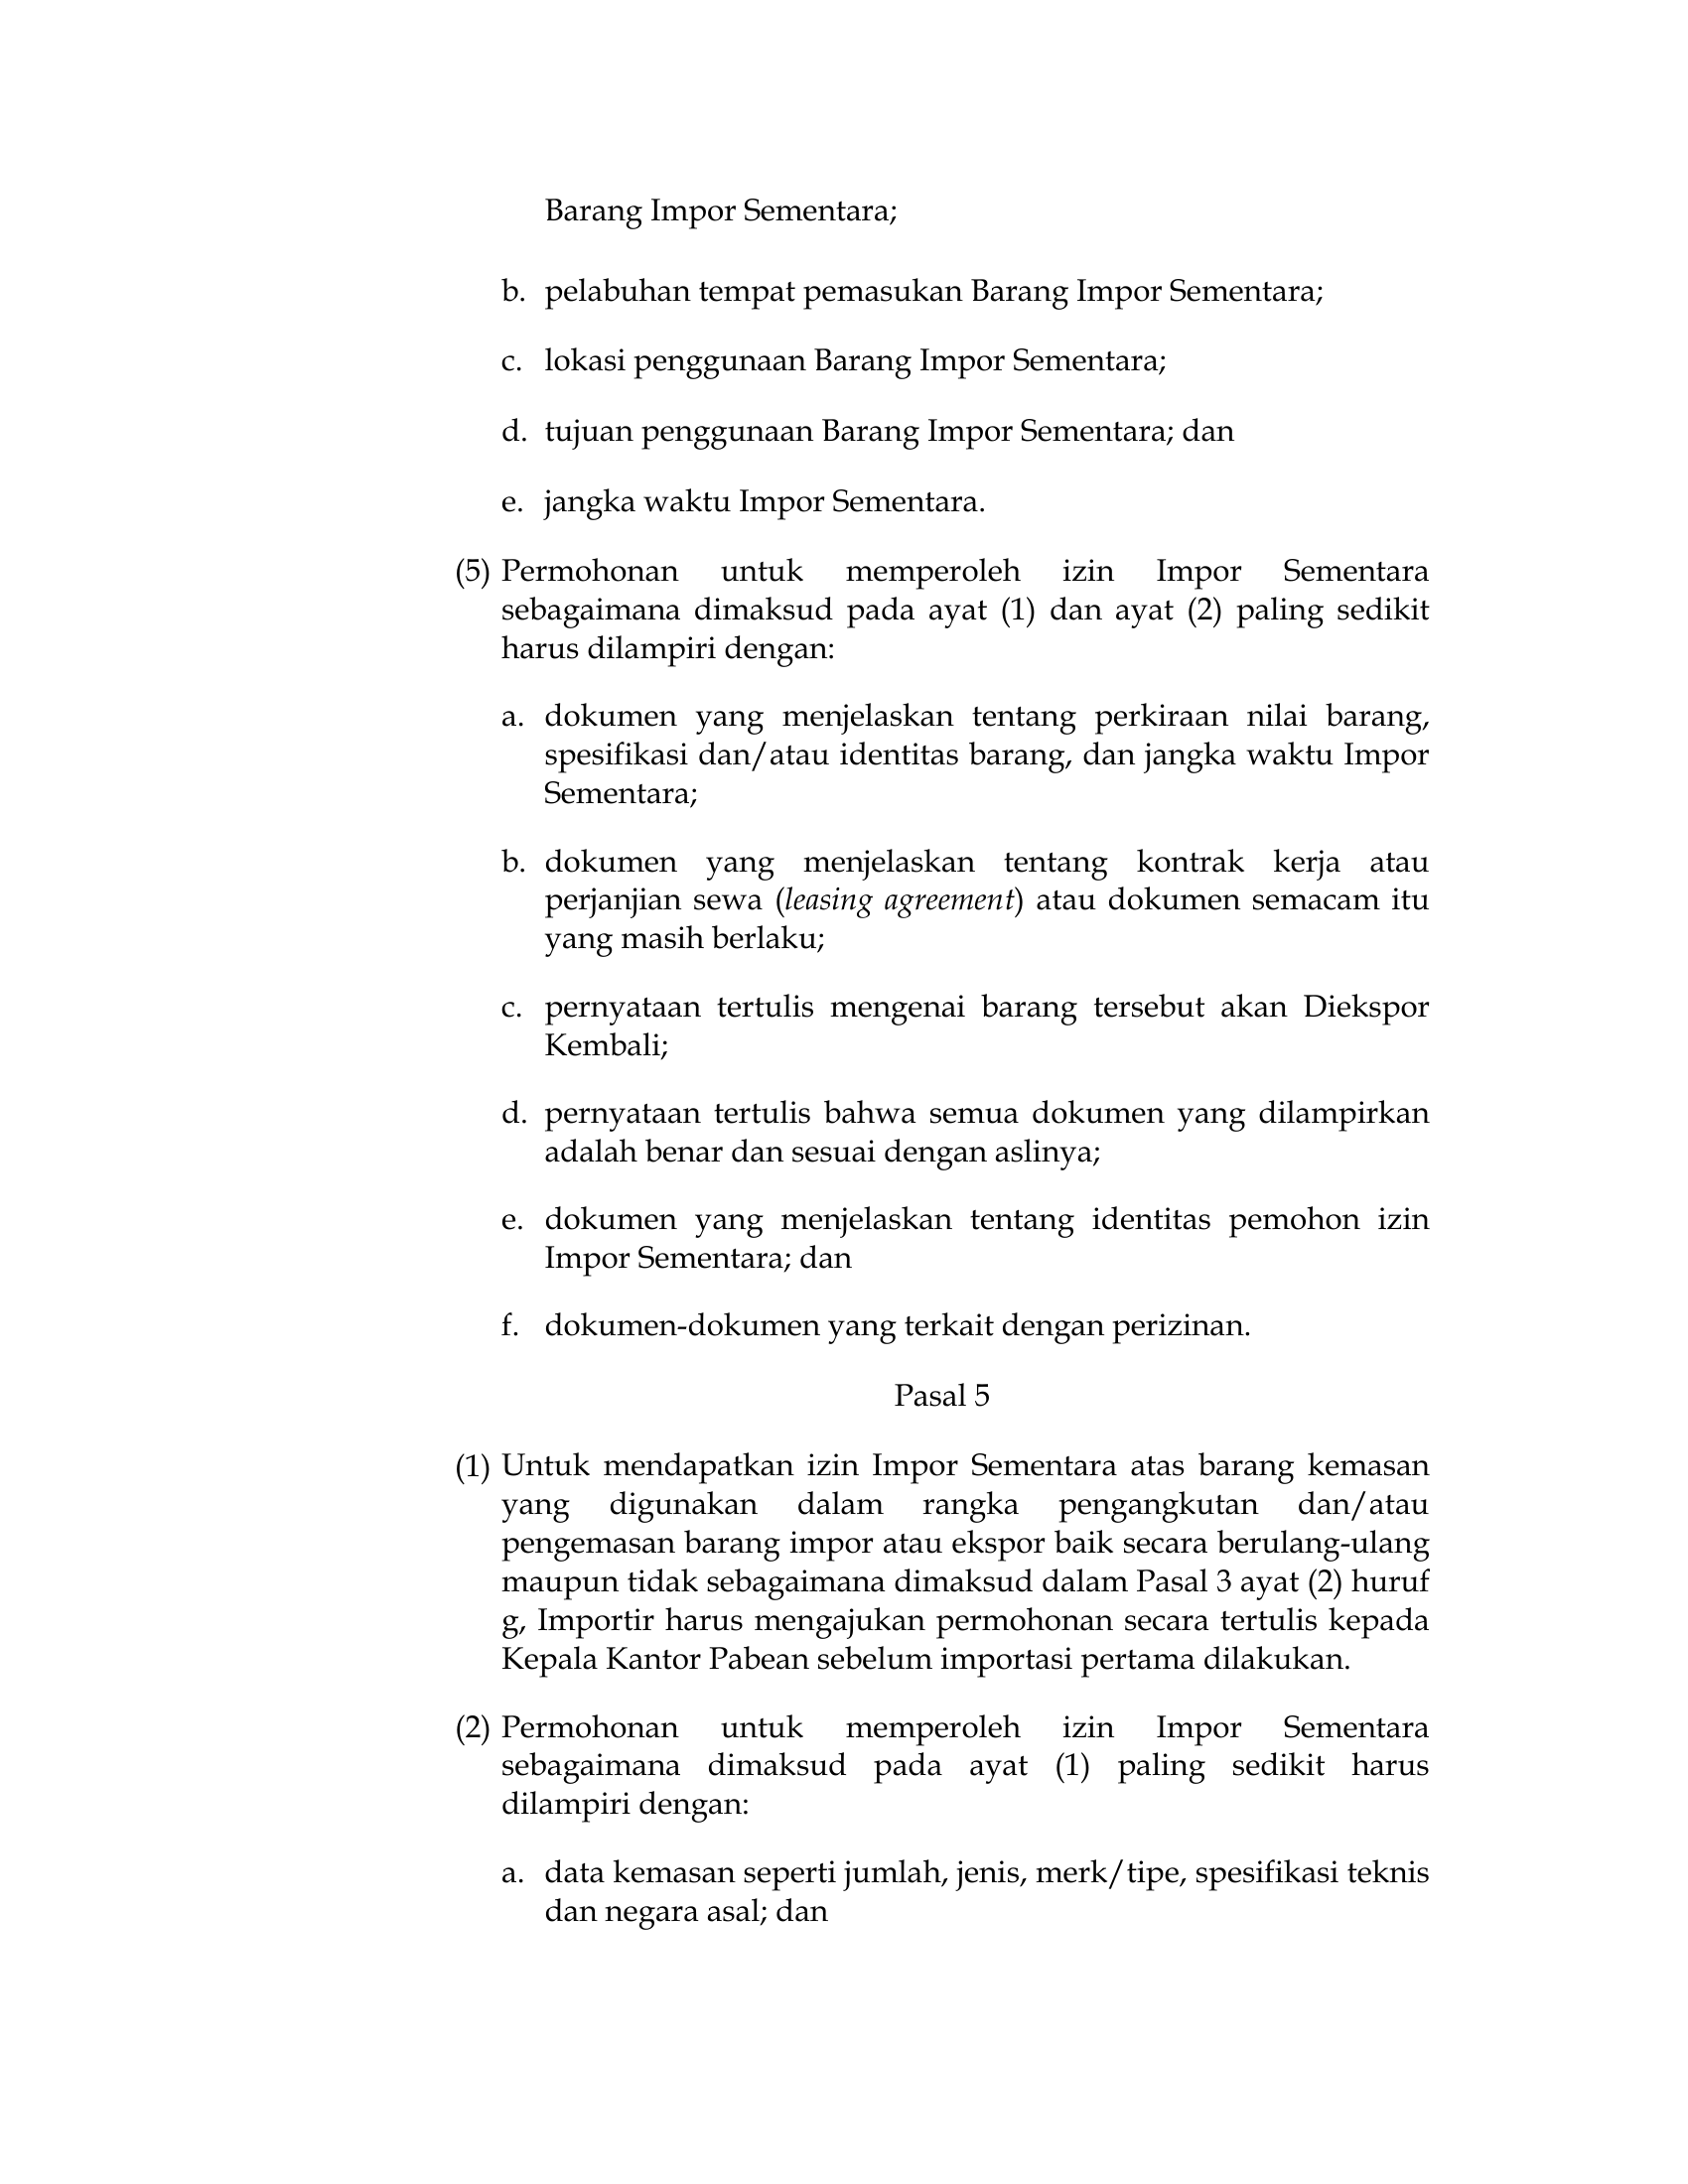 Barang Impor Sementara;
b. pelabuhan tempat pemasukan Barang Impor Sementara;
c. lokasi penggunaan Barang Impor Sementara;
d. tujuan penggunaan Barang Impor Sementara; dan
e. jangka waktu Impor Sementara.
(5) Permohonan untuk memperoleh izin Impor Sementara
sebagaimana dimaksud pada ayat (1) dan ayat (2) paling sedikit
harus dilampiri dengan:
a. dokumen yang menjelaskan tentang perkiraan nilai barang,
spesifikasi dan/atau identitas barang, dan jangka waktu Impor
Sementara;
b. dokumen yang menjelaskan tentang kontrak kerja atau
perjanjian sewa (leasing agreement) atau dokumen semacam itu
yang masih berlaku;
c. pernyataan tertulis mengenai barang tersebut akan Diekspor
Kembali;
d. pernyataan tertulis bahwa semua dokumen yang dilampirkan
adalah benar dan sesuai dengan aslinya;
e. dokumen yang menjelaskan tentang identitas pemohon izin
Impor Sementara; dan
f. dokumen-dokumen yang terkait dengan perizinan.
Pasal 5
(1) Untuk mendapatkan izin Impor Sementara atas barang kemasan
yang digunakan dalam rangka pengangkutan dan/atau
pengemasan barang impor atau ekspor baik secara berulang-ulang
maupun tidak sebagaimana dimaksud dalam Pasal 3 ayat (2) huruf
g, Importir harus mengajukan permohonan secara tertulis kepada
Kepala Kantor Pabean sebelum importasi pertama dilakukan.
(2) Permohonan untuk memperoleh izin Impor Sementara
sebagaimana dimaksud pada ayat (1) paling sedikit harus
dilampiri dengan:
a. data kemasan seperti jumlah, jenis, merk/tipe, spesifikasi teknis
dan negara asal; dan